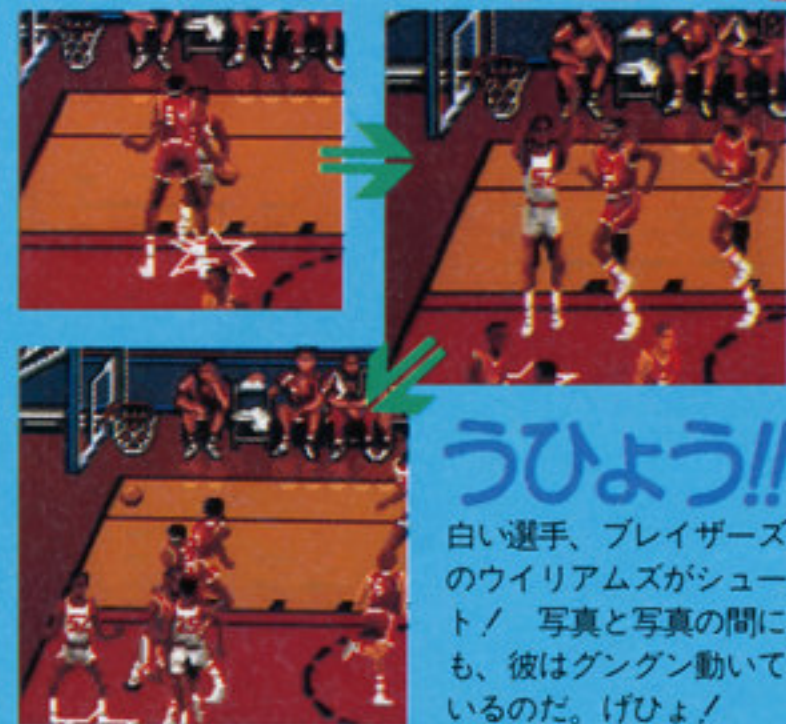 うひょう!!
白い選手、ブレイザーズ
のウイリアムズがシュー
ト! 写真と写真の間に
も、彼はグングン動いて
いるのだ。げひょ!